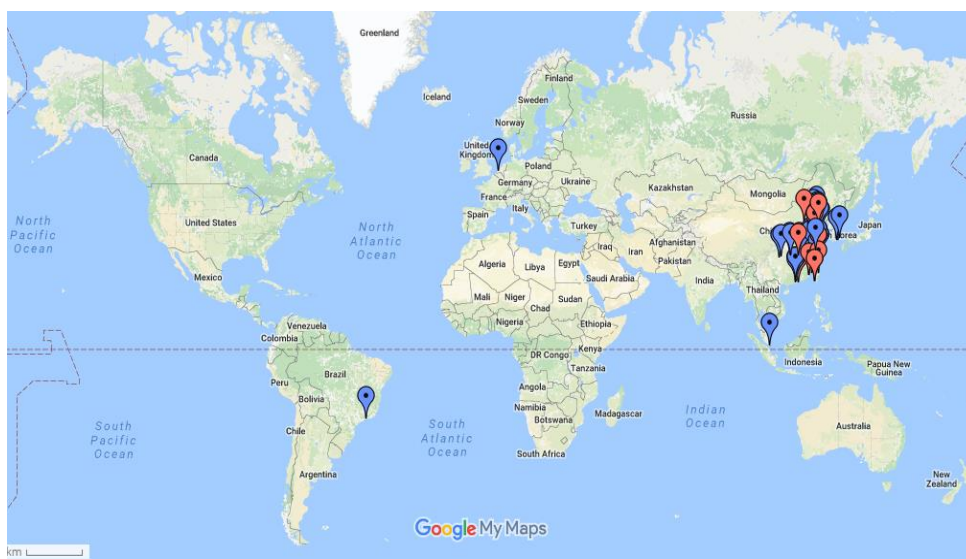 Greenland
Iceland
Finland
Sweden
Norway
Russia
Canada
United
Kingdom
Poland
Germany
Ukraine
Kazakhstan
Mongolia
France
Italy
Spain
Turkey
North
Pacific
Ocean
United States
North
Atlantic
Ocean
Iraq
Iran
Afghanistan
Pakistan
Japan
Mexico
Algeria
Libya
Egypt
Saudi Arabia
India
Thailand
Mali
Niger
Sudan
Chad
Nigeria
Ethiopia
Venezuela
Colombia
DR Congo
Kenya
Tanzania
Indonesia
Papua New
Guinea
Peru
Brazil
Bolivia
Angola
Namibia
Botswana
Madagascar
Indian
Ocean
Australia
South
Pacific
Ocean
Chile
South
Atlantic
Ocean
South Africa
Argentina
New
Zealand
Google My Maps
km